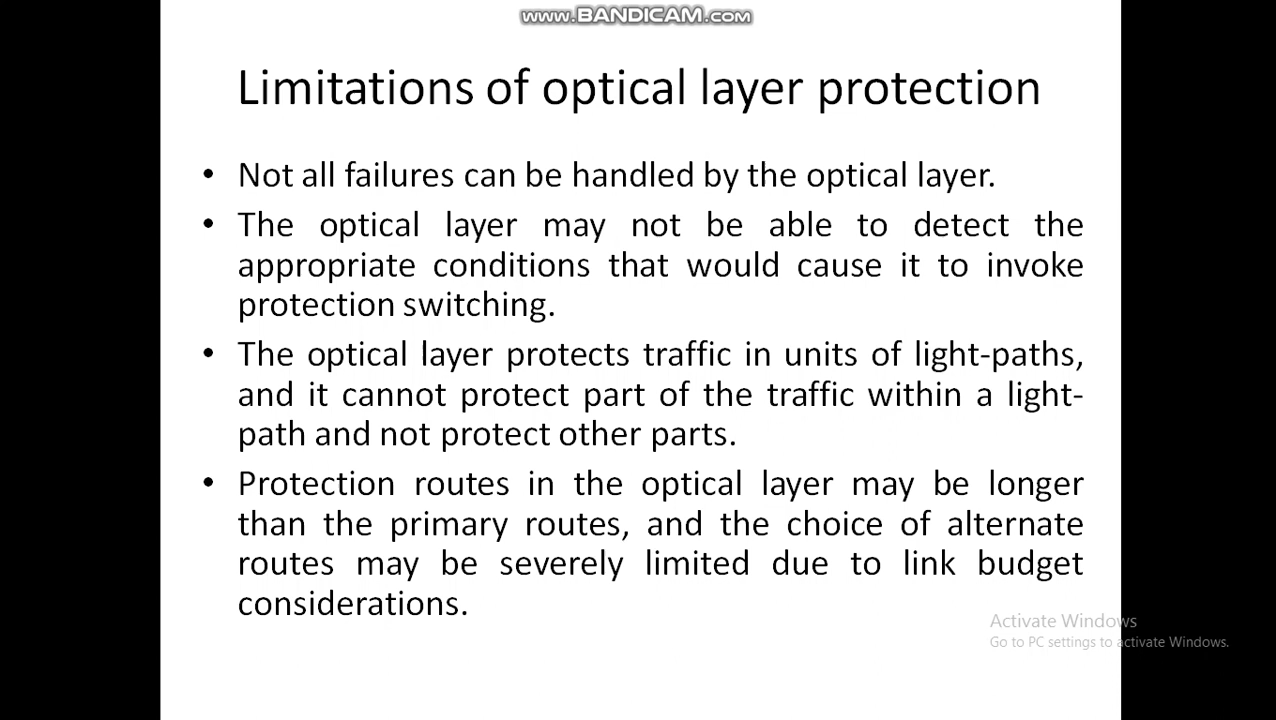 www.BANDICAM.com
Limitations of optical layer protection
• Not all failures can be handled by the optical layer.
• The optical layer may not be able to detect the
appropriate conditions that would cause it to invoke
protection switching.
• The optical layer protects traffic in units of light-paths,
and it cannot protect part of the traffic within a light-
path and not protect other parts.
• Protection routes in the optical layer may be longer
than the primary routes, and the choice of alternate
routes may be severely limited due to link budget
considerations.
Activate Windows
Go to PC settings to activate Windows.